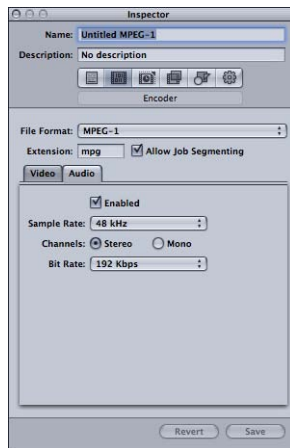 Inspector
Name: Untitled MPEG-1
Description: No description
Encoder
File Format: MPEG-1
Extension: mpg Allow Job Segmenting
Video Audio
Enabled
Sample Rate: 48 kHz
Channels: Stereo Mono
Bit Rate: 192 Kbps
Revert Save